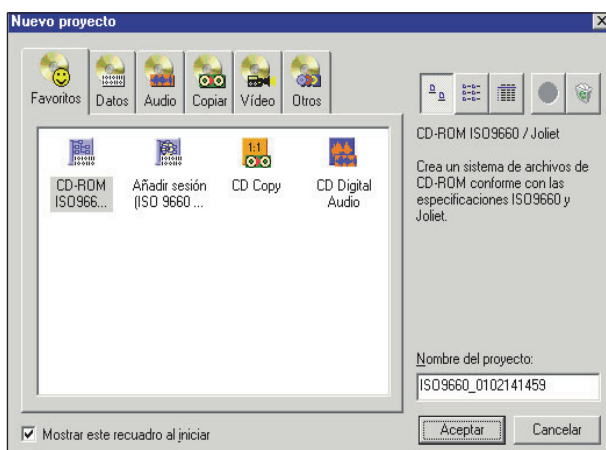 Nuevo proyecto
Favoritos Datos Audio Copiar Vídeo Otros
CD-ROM ISO966...
Añadir sesión (ISO 9660 ...
1:1
CD Copy
CD Digital Audio
CD-ROM ISO9660 / Joliet
Crea un sistema de archivos de
CD-ROM conforme con las
especificaciones ISO9660 y
Joliet.
Nombre del proyecto:
ISO9660_0102141459
Mostrar este recuadro al iniciar
Aceptar Cancelar